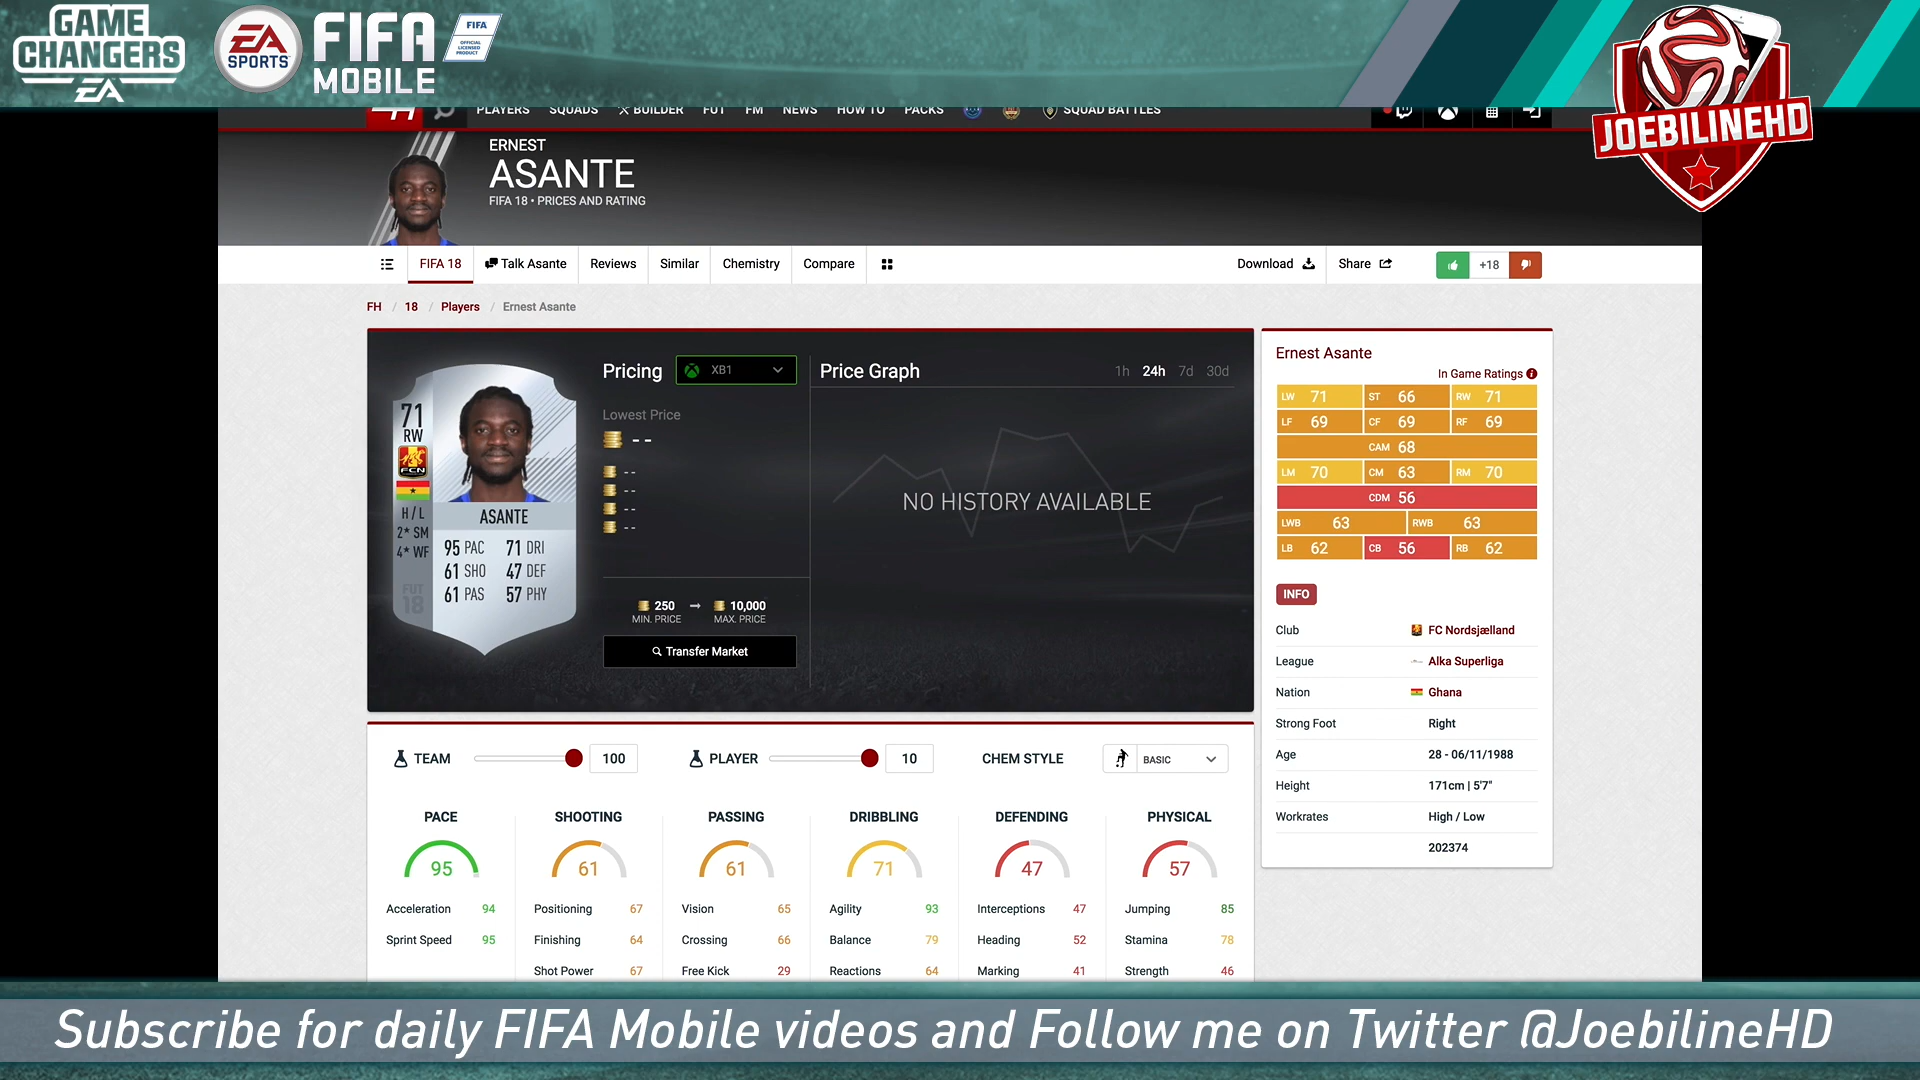 GAME
CHANGERS
EA
EA
SPORTS
FIFA
MOBILE
FIFA
OFFICIAL
LICENSED
PRODUCT
JOEBILINEHD
PLAYERS SQUADS BUILDER FUT FM NEWS HOW TO PACKS SQUAD BATTLES
ERNEST
ASANTE
FIFA 18 • PRICES AND RATING
FIFA 18 Talk Asante Reviews Similar Chemistry Compare Download Share +18
FH / 18 / Players / Ernest Asante
71
RW
FCN
H / L
2* SM
4* WF
FUT
18
ASANTE
95 PAC 71 DRI
61 SHO 47 DEF
61 PAS 57 PHY
Pricing XB1
Lowest Price
--
--
--
--
--
250 → 10,000
MIN. PRICE MAX. PRICE
Transfer Market
Price Graph 1h 24h 7d 30d
NO HISTORY AVAILABLE
Ernest Asante
In Game Ratings
LW 71 ST 66 RW 71
LF 69 CF 69 RF 69
CAM 68
LM 70 CM 63 RM 70
CDM 56
LWB 63 RWB 63
LB 62 CB 56 RB 62
INFO
Club FC Nordsjælland
League Alka Superliga
Nation Ghana
Strong Foot Right
Age 28 - 06/11/1988
Height 171cm | 5'7"
Workrates High / Low
202374
TEAM 100 PLAYER 10 CHEM STYLE BASIC
PACE SHOOTING PASSING DRIBBLING DEFENDING PHYSICAL
95 61 61 71 47 57
Acceleration 94 Positioning 67 Vision 65 Agility 93 Interceptions 47 Jumping 85
Sprint Speed 95 Finishing 64 Crossing 66 Balance 79 Heading 52 Stamina 78
Shot Power 67 Free Kick 29 Reactions 64 Marking 41 Strength 46
Subscribe for daily FIFA Mobile videos and Follow me on Twitter @JoebilineHD